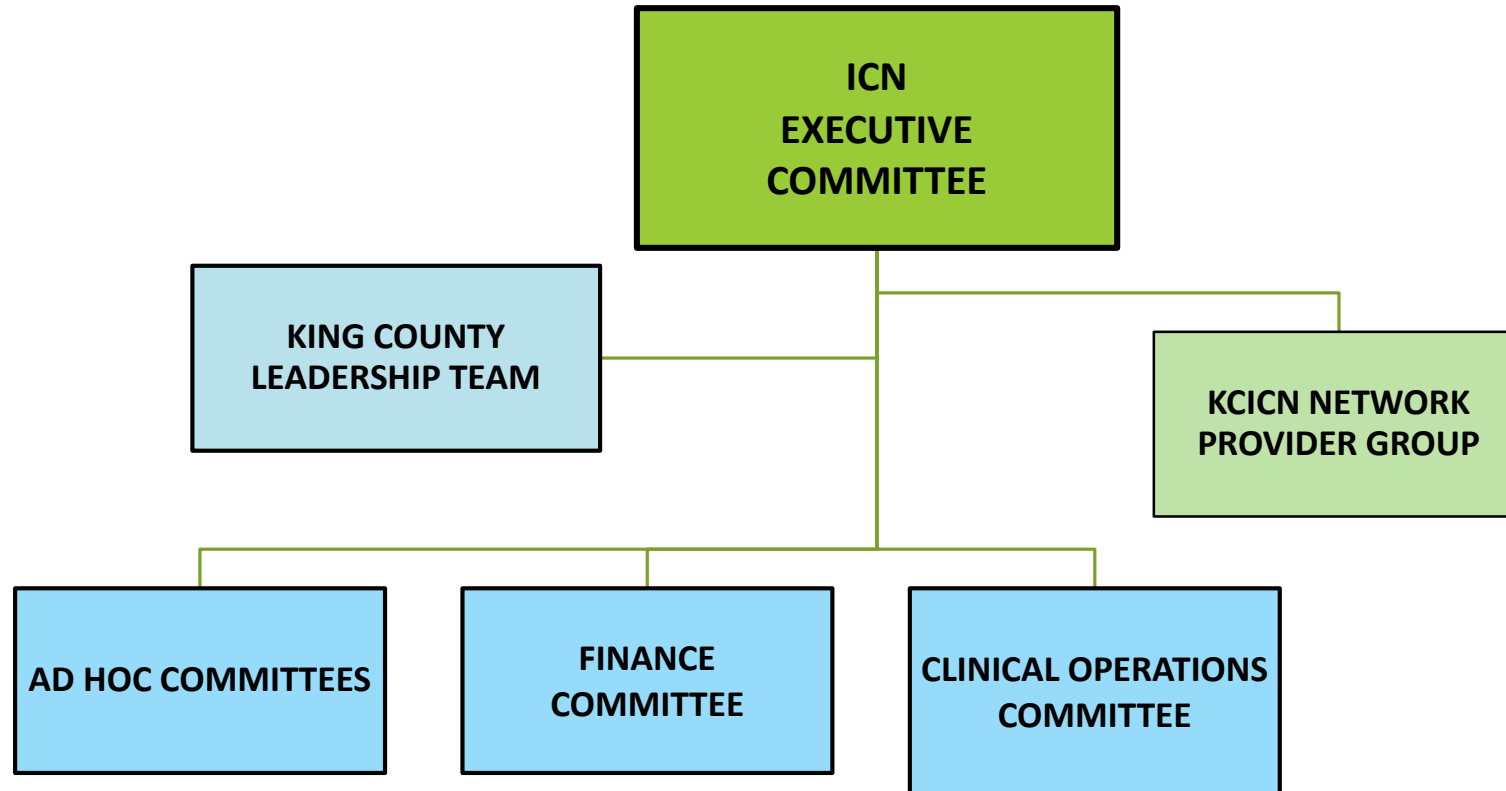 ICN
EXECUTIVE
COMMITTEE
KING COUNTY
LEADERSHIP TEAM
KCICN NETWORK
PROVIDER GROUP
AD HOC COMMITTEES
FINANCE
COMMITTEE
CLINICAL OPERATIONS
COMMITTEE